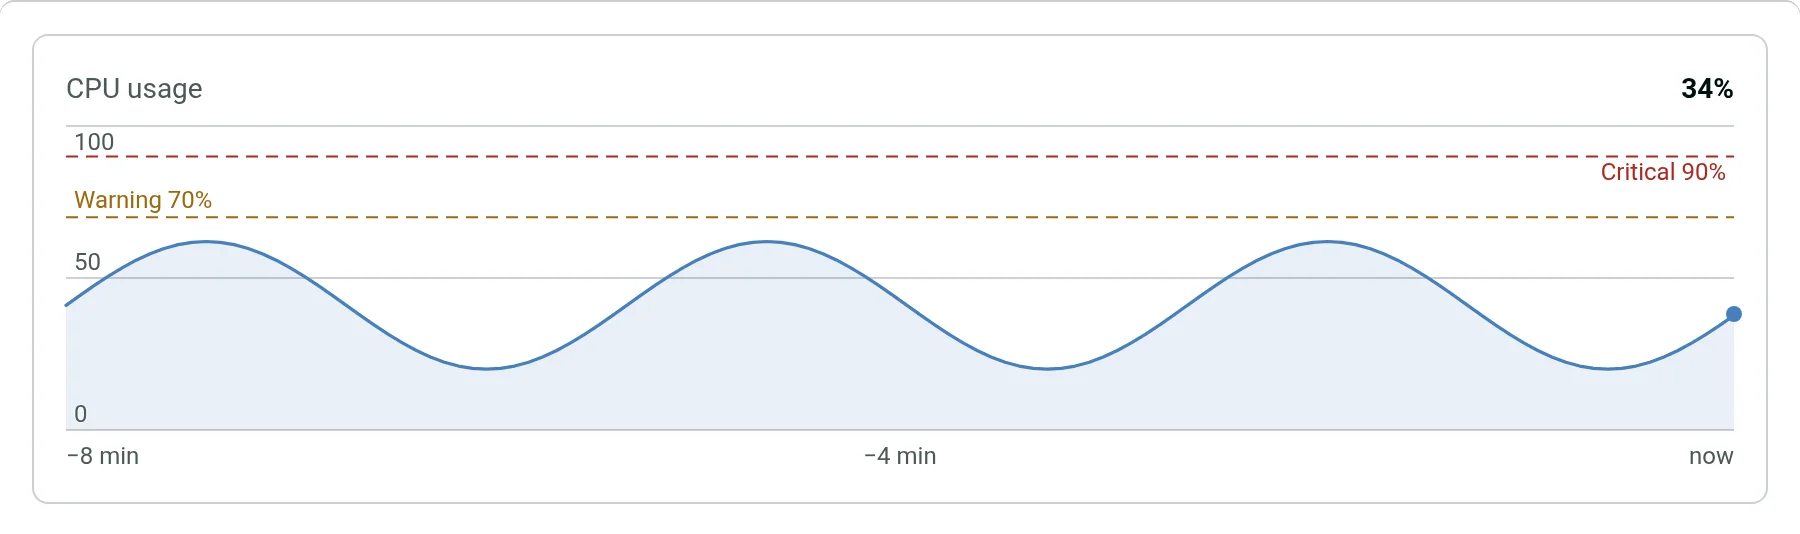 CPU usage
34%
100
Critical 90%
Warning 70%
50
0
−8 min
−4 min
now